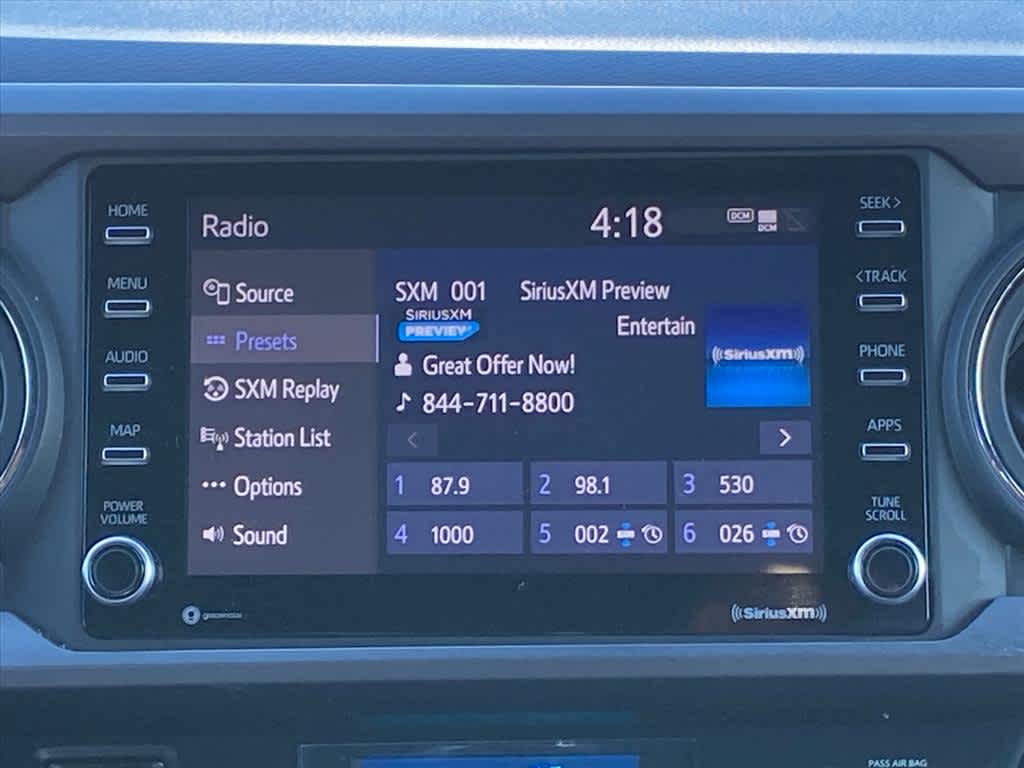 HOME
MENU
AUDIO
MAP
POWER
VOLUME
Radio
4:18
DCM
DCM
Source
Presets
SXM Replay
Station List
Options
Sound
SXM 001 SiriusXM Preview
SIRIUSXM
PREVIEW
Entertain
Great Offer Now!
844-711-8800
((SiriusXM))
<
>
1 87.9
2 98.1
3 530
4 1000
5 002
6 026
SEEK>
<TRACK
PHONE
APPS
TUNE
SCROLL
((SiriusXM))
PASS AIR BAG